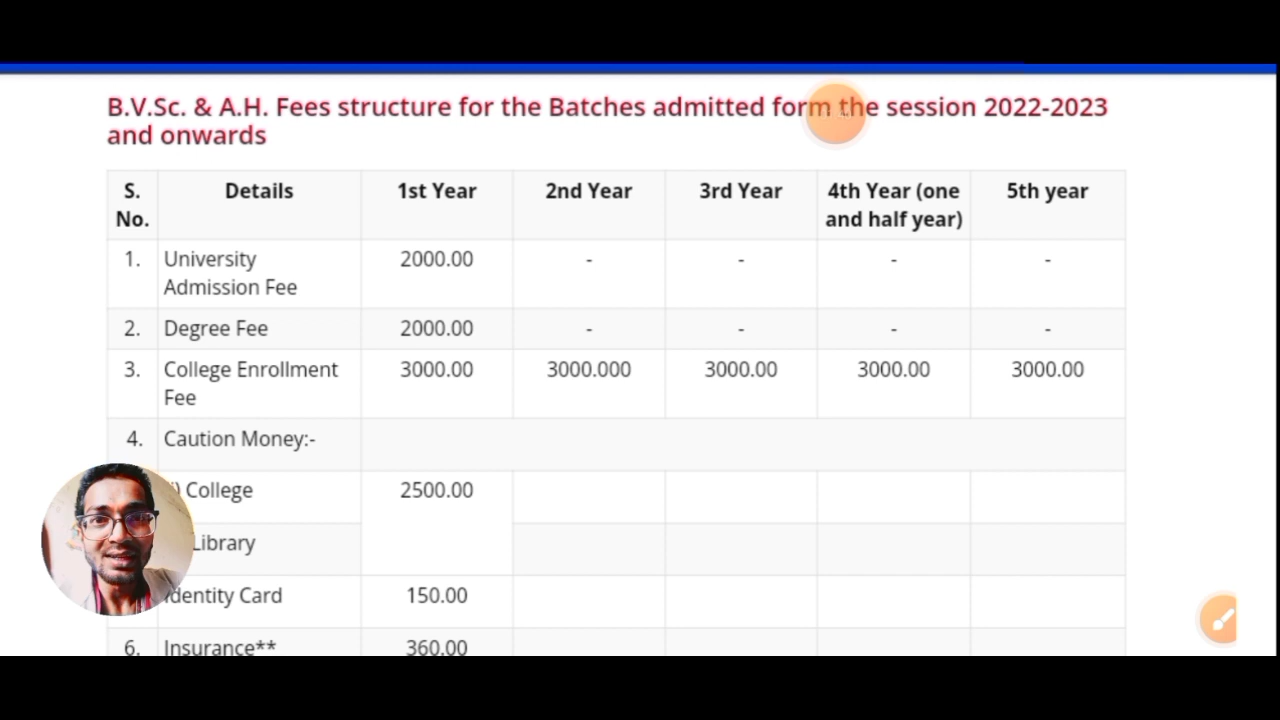 B.V.Sc. & A.H. Fees structure for the Batches admitted form the session 2022-2023
and onwards
S. No. Details 1st Year 2nd Year 3rd Year 4th Year (one and half year) 5th year
1. University Admission Fee 2000.00 - - - -
2. Degree Fee 2000.00 - - - -
3. College Enrollment Fee 3000.00 3000.000 3000.00 3000.00 3000.00
4. Caution Money:-
College 2500.00
Library
Identity Card 150.00
6. Insurance** 360.00